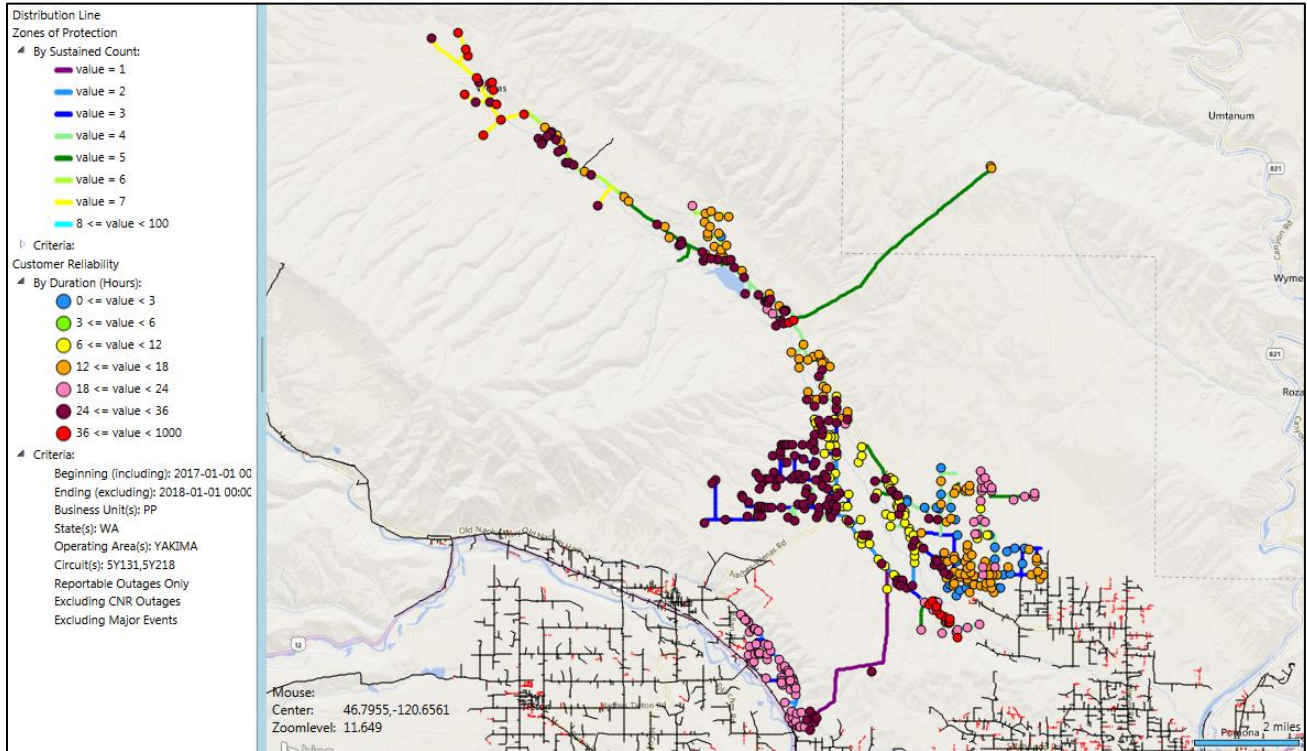 Distribution Line
Zones of Protection
By Sustained Count:
value = 1
value = 2
value = 3
value = 4
value = 5
value = 6
value = 7
8 <= value < 100
Criteria:
Customer Reliability
By Duration (Hours):
0 <= value < 3
3 <= value < 6
6 <= value < 12
12 <= value < 18
18 <= value < 24
24 <= value < 36
36 <= value < 1000
Criteria:
Beginning (including): 2017-01-01 00
Ending (excluding): 2018-01-01 00:00
Business Unit(s): PP
State(s): WA
Operating Area(s): YAKIMA
Circuit(s): 5Y131,5Y218
Reportable Outages Only
Excluding CNR Outages
Excluding Major Events
Umtanum
821
Canyon Rd
Wyme
821
Roza
Old Nac
12
Mouse:
Center: 46.7955,-120.6561
Zoomlevel: 11.649
Pomona
2 miles